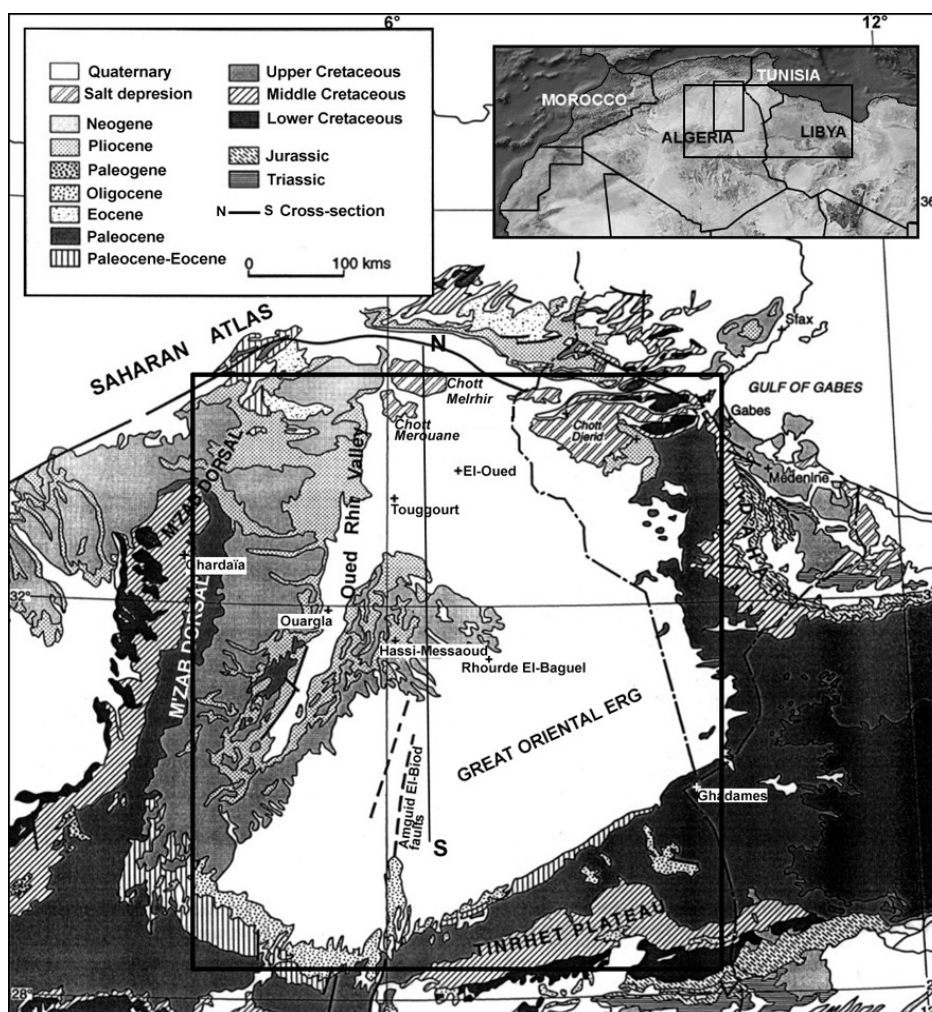 6°
12°
Quaternary
Salt depresion
Neogene
Pliocene
Paleogene
Oligocene
Eocene
Paleocene
Paleocene-Eocene
Upper Cretaceous
Middle Cretaceous
Lower Cretaceous
Jurassic
Triassic
N S Cross-section
0 100 kms
TUNISIA
MOROCCO
ALGERIA
LIBYA
36
SAHARAN ATLAS
N
Sfax
Chott
Melrhir
GULF OF GABES
Gabes
Chott
Merouane
Chott
Djerid
M'ZAB DORSAL
Oued Rhir Valley
El-Oued
Medenine
Touggourt
DAHAR
Ghardaïa
32°
Ouargla
Hassi-Messaoud
Rhourde El-Baguel
M'ZAB DORSAL
GREAT ORIENTAL ERG
Ghadames
Amguid El-Biod
faults
S
TINRHET PLATEAU
28°